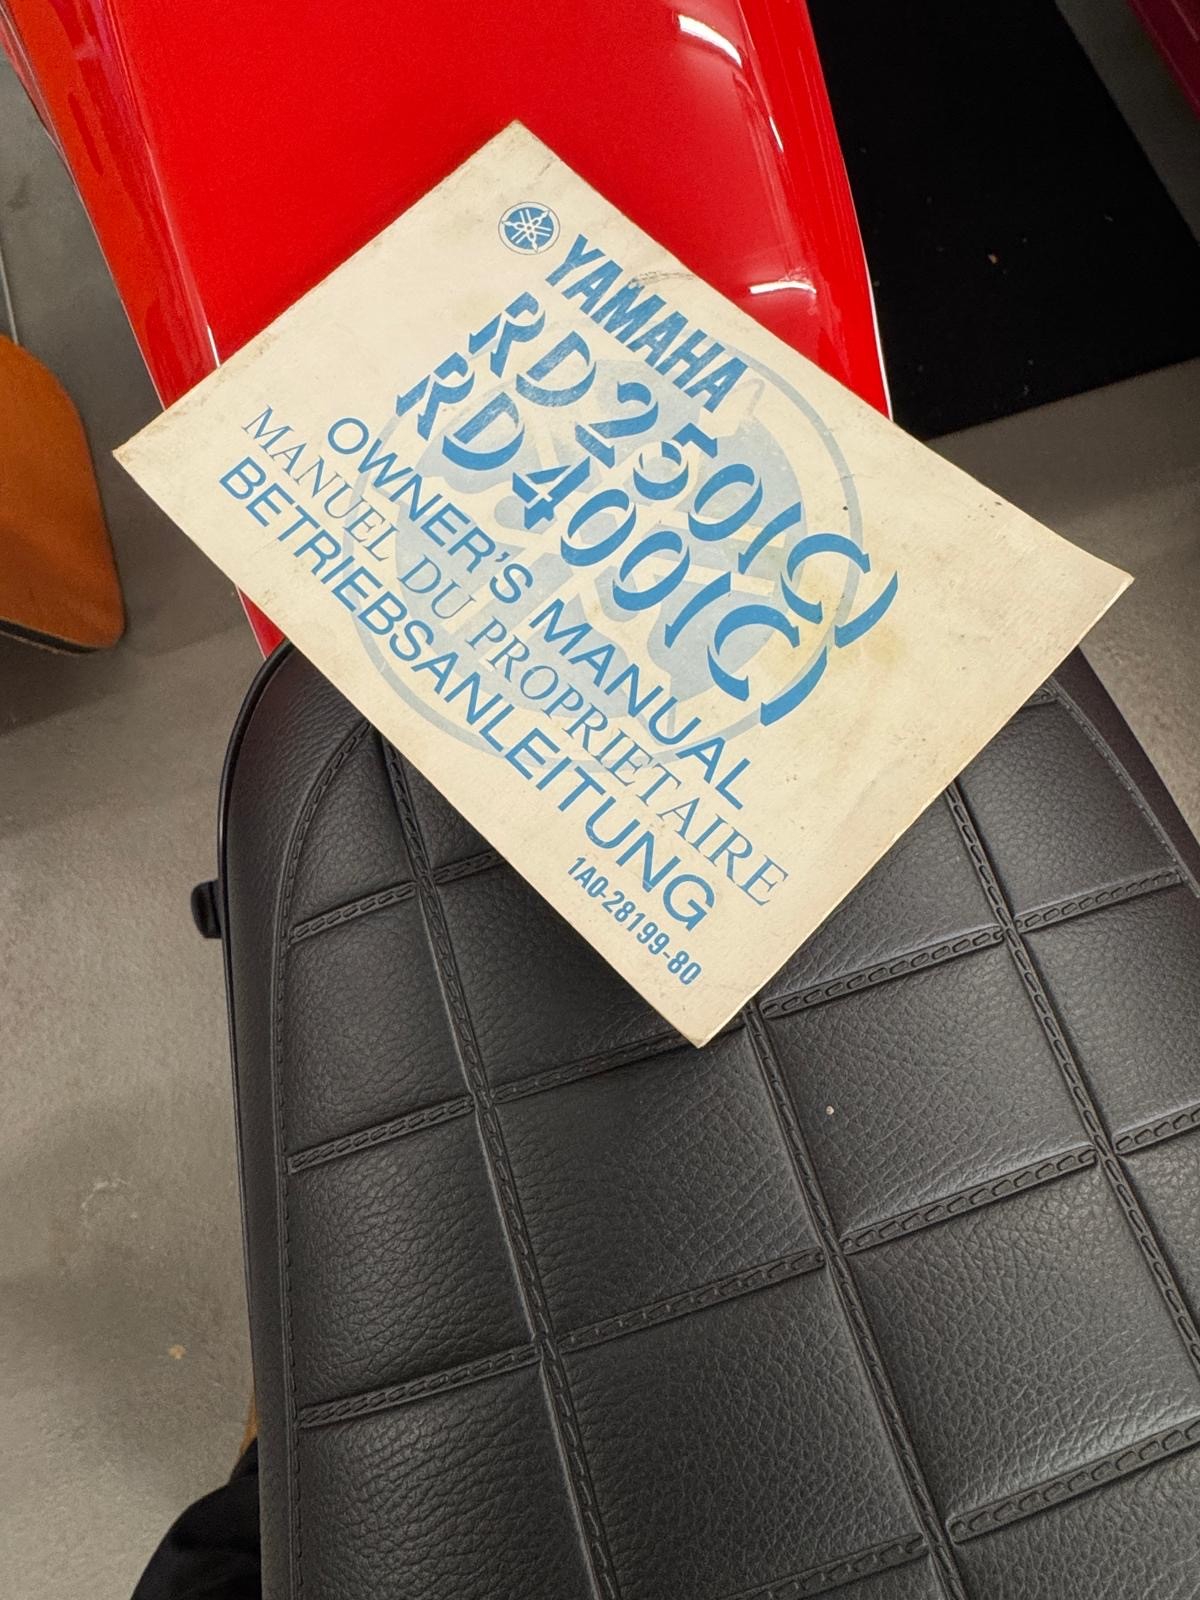 YAMAHA
RD250(C)
RD400(C)
OWNER'S MANUAL
MANUEL DU PROPRIETAIRE
BETRIEBSANLEITUNG
1A0-28199-80